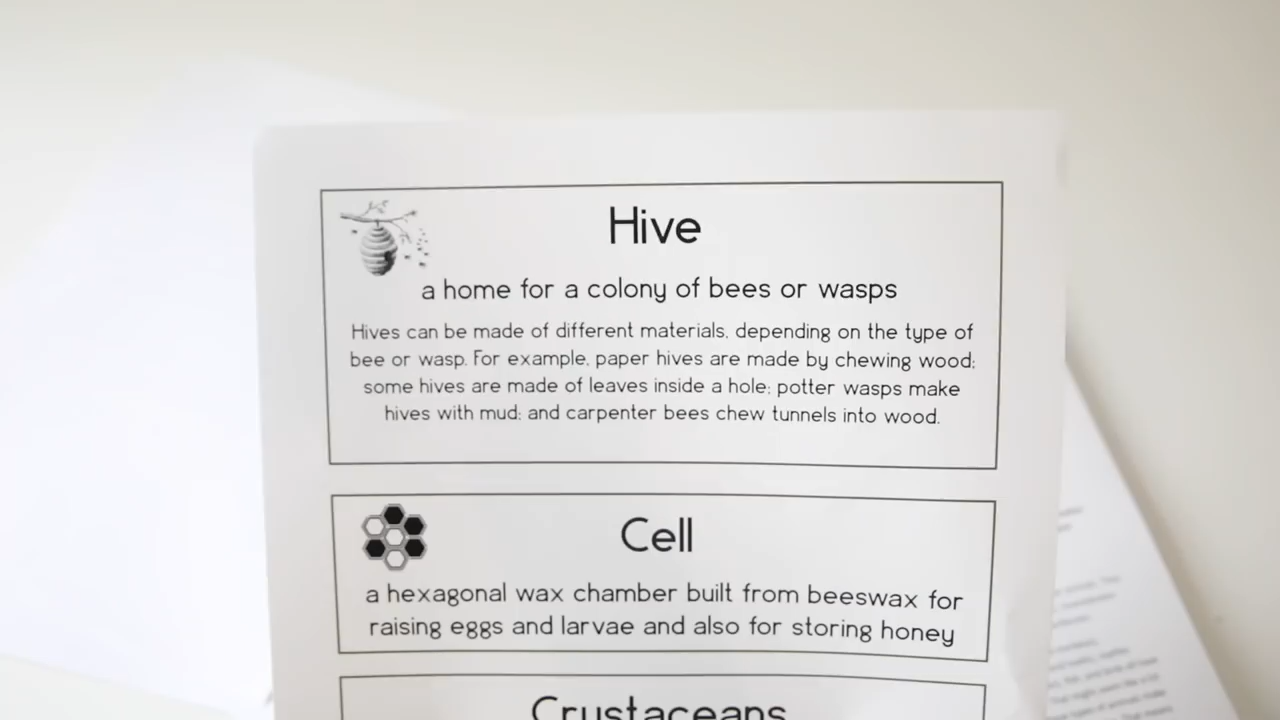 Hive
a home for a colony of bees or wasps
Hives can be made of different materials, depending on the type of
bee or wasp. For example, paper hives are made by chewing wood;
some hives are made of leaves inside a hole; potter wasps make
hives with mud; and carpenter bees chew tunnels into wood.
Cell
a hexagonal wax chamber built from beeswax for
raising eggs and larvae and also for storing honey
Crustaceans